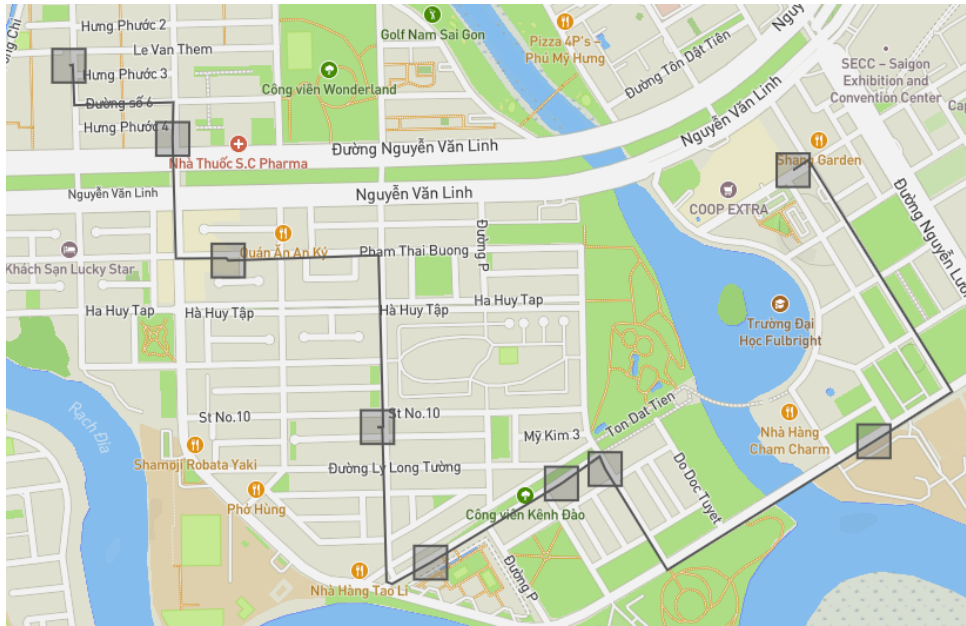 ng Chi
Hưng Phước 2
Le Van Them
Hưng Phước 3
Đường số 6
Hưng Phước 4
Golf Nam Sai Gon
Công viên Wonderland
Pizza 4P's –
Phú Mỹ Hưng
Đường Tôn Dật Tiên
Nguy
SECC – Saigon
Exhibition and
Convention Center
Nhà Thuốc S.C Pharma
Đường Nguyễn Văn Linh
Nguyễn Văn Linh
Shang Garden
Nguyễn Văn Linh
Nguyễn Văn Linh
COOP EXTRA
Đường Nguyễn Lươ
Quán Ăn An Ký
Pham Thai Buong
Đường P
Khách Sạn Lucky Star
Ha Huy Tap
Hà Huy Tập
Hà Huy Tập
Ha Huy Tap
Trường Đại
Học Fulbright
Rạch Đỉa
St No.10
St No.10
Mỹ Kim 3
Ton Dat Tien
Nhà Hàng
Cham Charm
Shamoji Robata Yaki
Đường Lý Long Tường
Do Doc Tuyet
Phở Hùng
Công viên Kênh Đào
Nhà Hàng Tao Li
Đường P